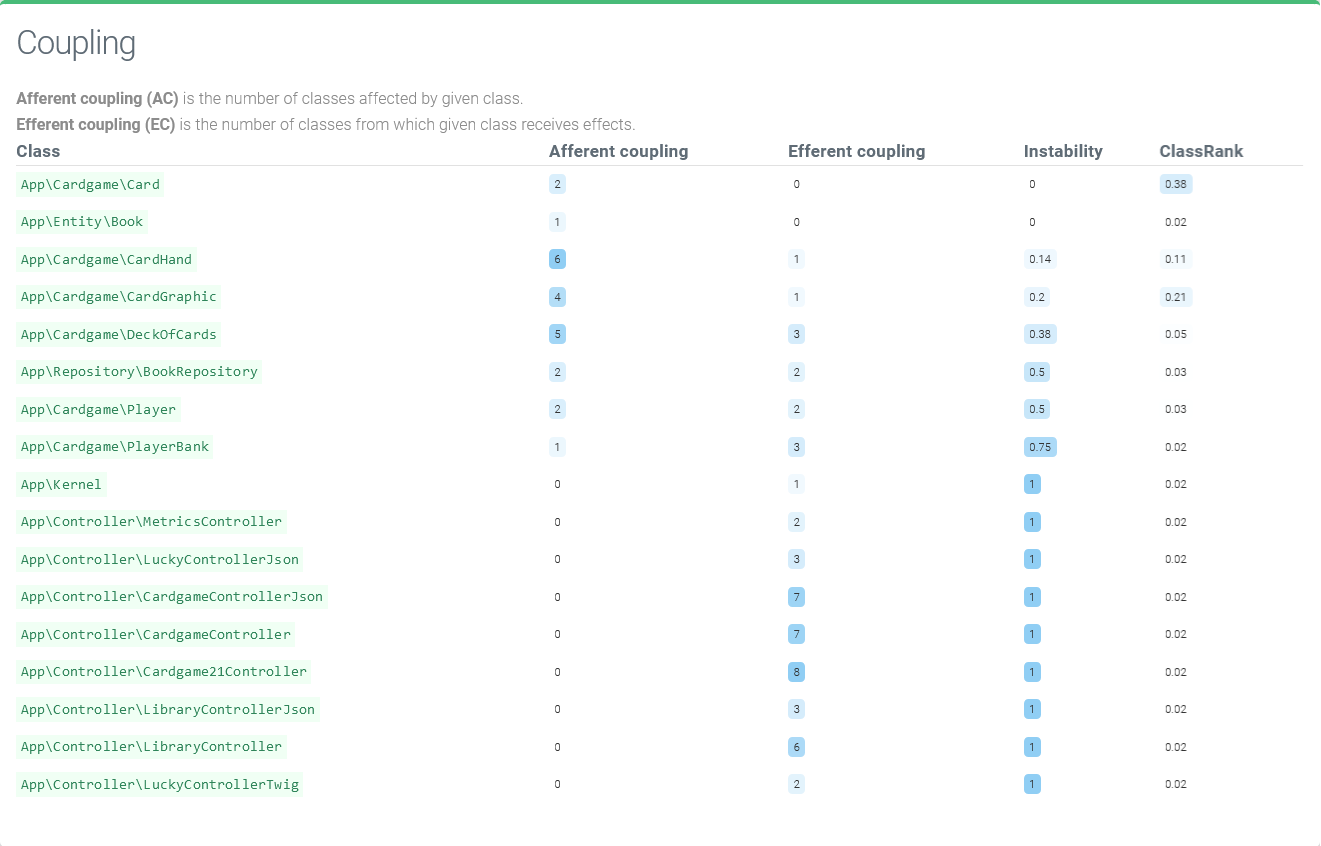 Coupling
Afferent coupling (AC) is the number of classes affected by given class.
Efferent coupling (EC) is the number of classes from which given class receives effects.
Class Afferent coupling Efferent coupling Instability ClassRank
App\Cardgame\Card 2 0 0 0.38
App\Entity\Book 1 0 0 0.02
App\Cardgame\CardHand 6 1 0.14 0.11
App\Cardgame\CardGraphic 4 1 0.2 0.21
App\Cardgame\DeckOfCards 5 3 0.38 0.05
App\Repository\BookRepository 2 2 0.5 0.03
App\Cardgame\Player 2 2 0.5 0.03
App\Cardgame\PlayerBank 1 3 0.75 0.02
App\Kernel 0 1 1 0.02
App\Controller\MetricsController 0 2 1 0.02
App\Controller\LuckyControllerJson 0 3 1 0.02
App\Controller\CardgameControllerJson 0 7 1 0.02
App\Controller\CardgameController 0 7 1 0.02
App\Controller\Cardgame21Controller 0 8 1 0.02
App\Controller\LibraryControllerJson 0 3 1 0.02
App\Controller\LibraryController 0 6 1 0.02
App\Controller\LuckyControllerTwig 0 2 1 0.02